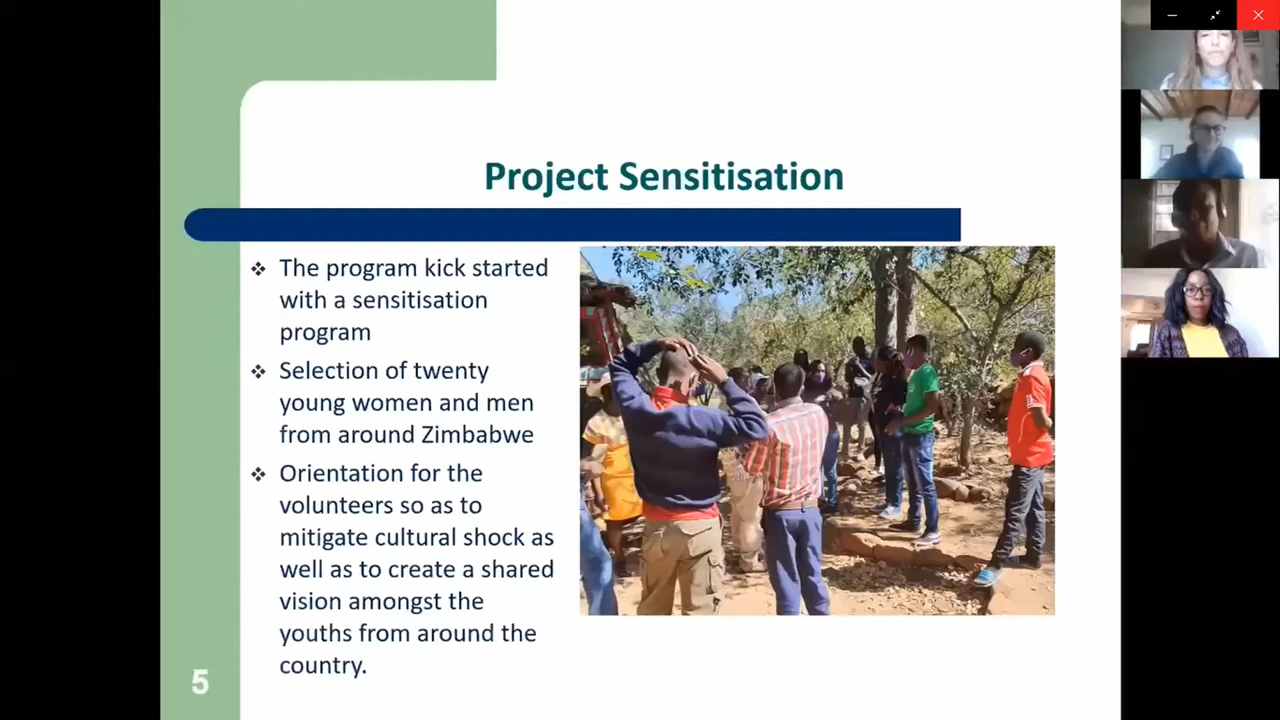 Project Sensitisation
❖ The program kick started
with a sensitisation
program
❖ Selection of twenty
young women and men
from around Zimbabwe
❖ Orientation for the
volunteers so as to
mitigate cultural shock as
well as to create a shared
vision amongst the
youths from around the
country.
5